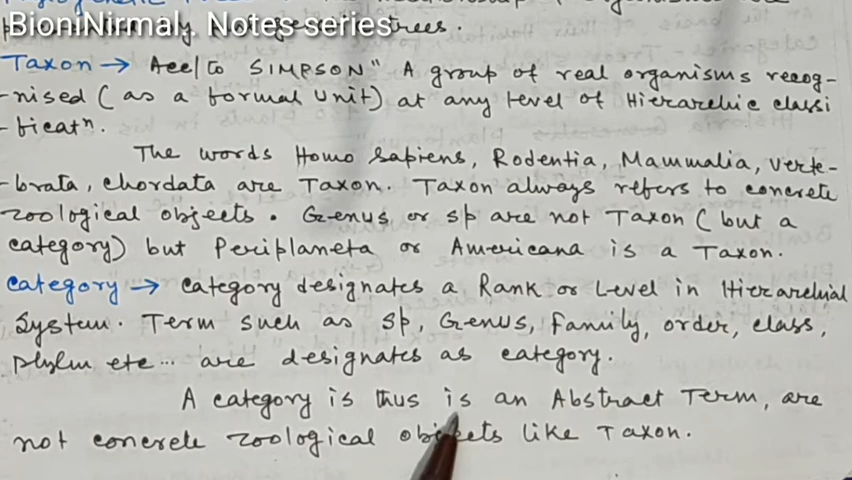 BioniNirmal, Notes series
trees.
Taxon → Acc/to SIMPSON" A group of real organisms recog-
-nised (as a formal unit) at any level of Hierarchic classi
-ficatⁿ.
The words Homo sapiens, Rodentia, Mammalia, verte-
-brata, chordata are Taxon. Taxon always refers to concrete
zoological objects. Genus or sp are not Taxon (but a
category) but Periplaneta or Americana is a Taxon.
Category → category designates a Rank or Level in Hierarchial
System. Term such as Sp, Genus, family, order, class,
phylm etc... are designates as category.
A category is thus is an Abstract Term, are
not concrete zoological objects like Taxon.